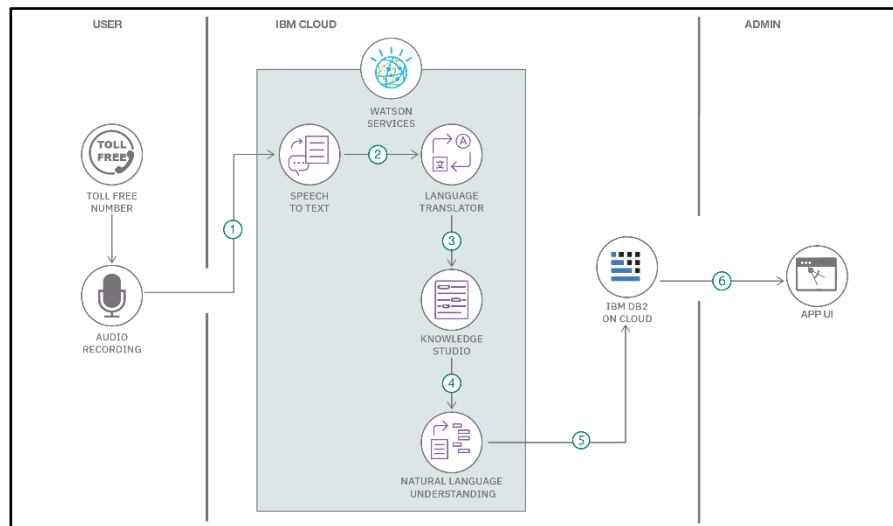 USER
IBM CLOUD
ADMIN
WATSON
SERVICES
TOLL
FREE
TOLL FREE
NUMBER
1
SPEECH
TO TEXT
2
A
文
LANGUAGE
TRANSLATOR
3
AUDIO
RECORDING
KNOWLEDGE
STUDIO
4
NATURAL LANGUAGE
UNDERSTANDING
5
IBM DB2
ON CLOUD
6
APP UI